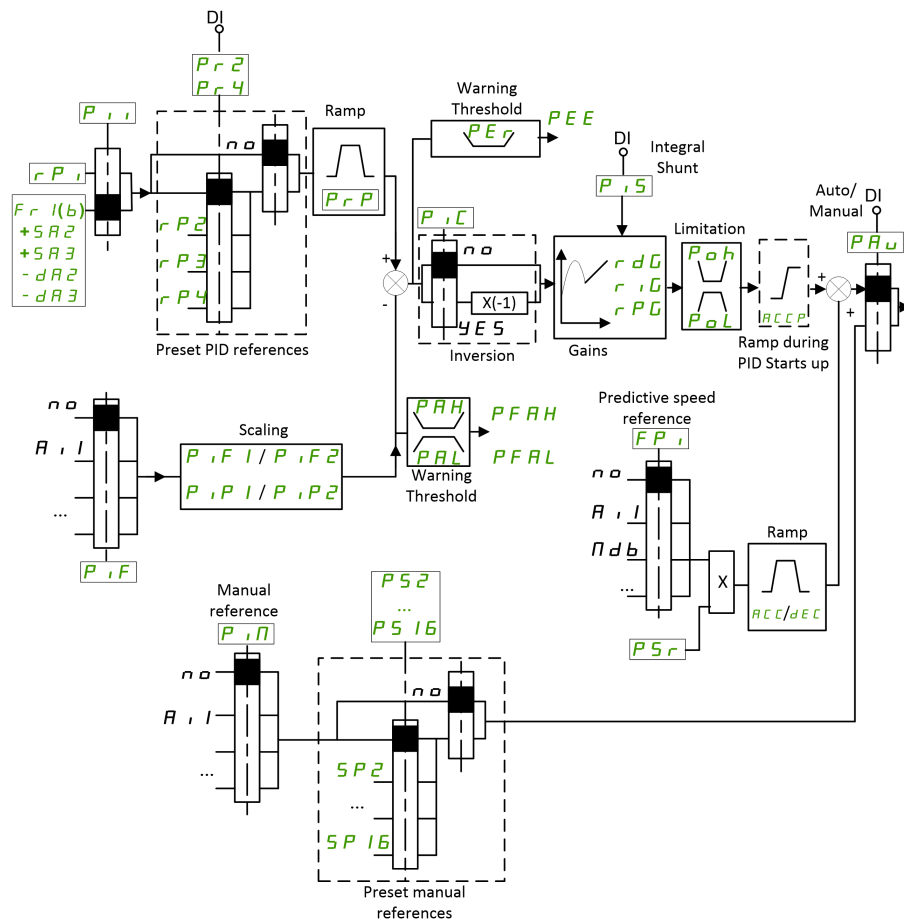 DI
Pr2
Pr4
Pii
rPi
Fr1(b)
+SA2
+SA3
-dA2
-dA3
no
rP2
rP3
rP4
Preset PID references
Ramp
PrP
+
-
Warning
Threshold
PEr
PEE
PiC
no
X(-1)
YES
Inversion
DI
PiS
Integral
Shunt
rdG
riG
rPG
Gains
Limitation
Poh
PoL
ACCP
Ramp during
PID Starts up
+
+
Auto/
Manual
DI
PAu
no
Ai1
...
PiF
Scaling
PiF1/PiF2
PiP1/PiP2
PAH
PAL
Warning
Threshold
PFAH
PFAL
Predictive speed
reference
FPi
no
Ai1
Mdb
...
PSr
X
Ramp
ACC/dEC
Manual
reference
PiM
no
Ai1
...
PS2
...
PS16
no
SP2
...
SP16
Preset manual
references